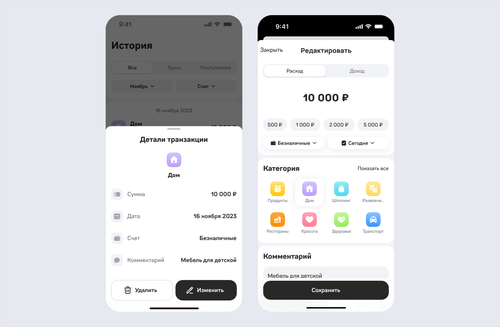 9:41
История
Все
Траты
Поступления
Ноябрь
Счет
16 ноября 2023
Дом
Детали транзакции
Дом
Сумма
10 000 ₽
Дата
16 ноября 2023
Счет
Безналичные
Комментарий
Мебель для детской
Удалить
Изменить
9:41
Закрыть
Редактировать
Расход
Доход
10 000 ₽
500 ₽
1 000 ₽
2 000 ₽
5 000 ₽
Безналичные
Сегодня
Категория
Показать все
Продукты
Дом
Шоппинг
Развлече...
Рестораны
Красота
Здоровье
Транспорт
Комментарий
Мебель для детской
Сохранить